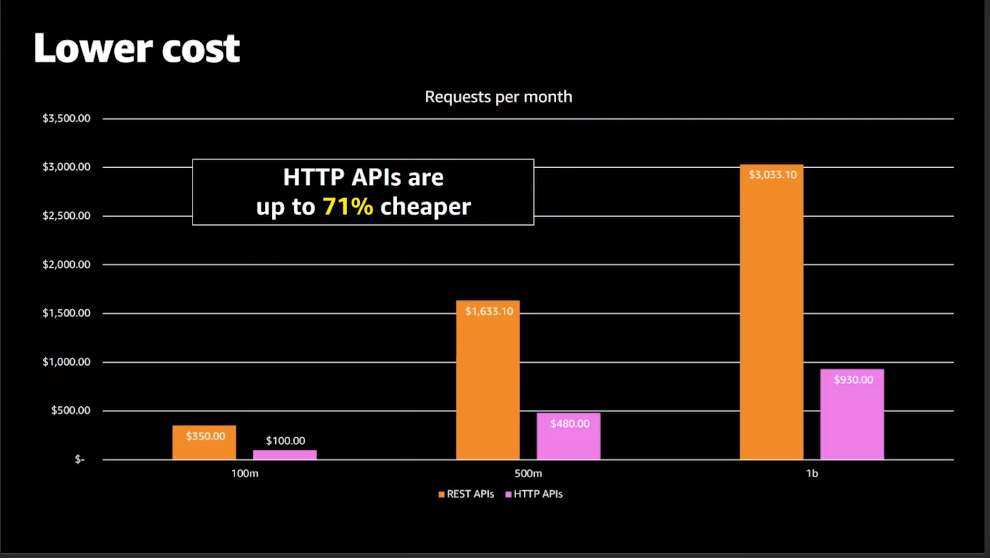 Lower cost
Requests per month
$3,500.00
$3,000.00
$2,500.00
$2,000.00
$1,500.00
$1,000.00
$500.00
$-
HTTP APIs are
up to 71% cheaper
$350.00
$100.00
$1,633.10
$480.00
$3,033.10
$930.00
100m
500m
1b
REST APIs
HTTP APIs